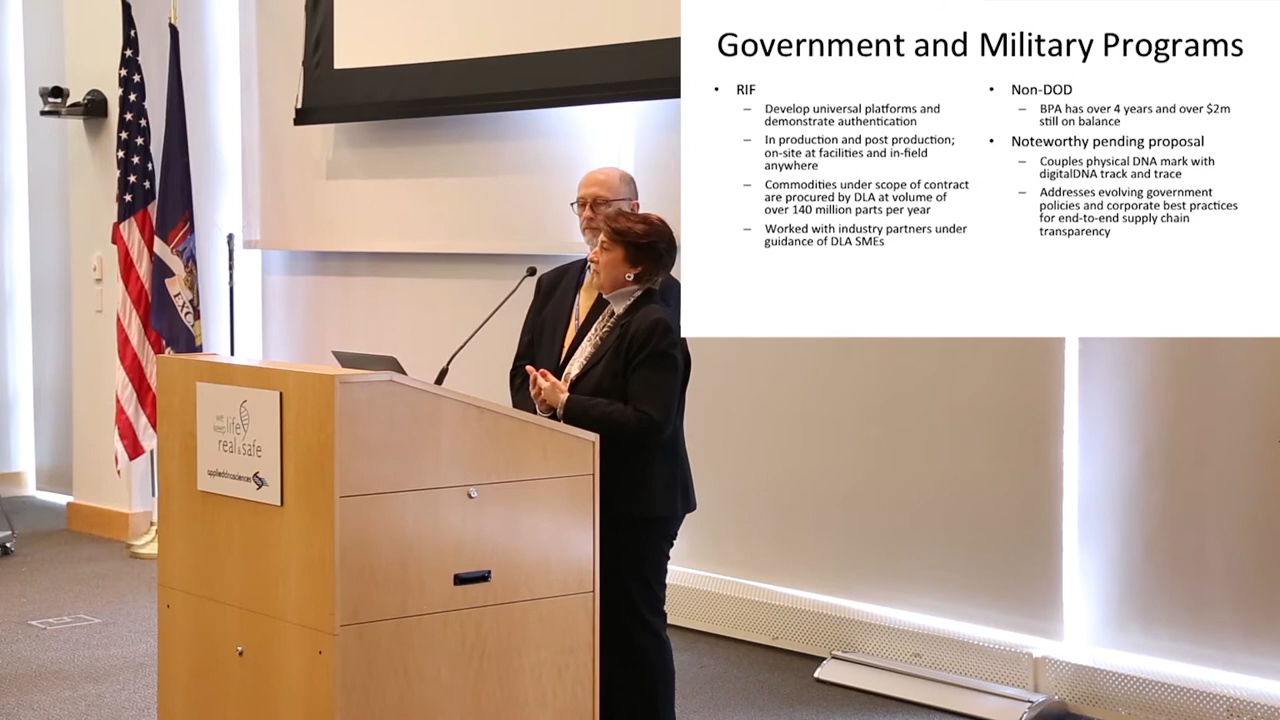 Government and Military Programs
• RIF
– Develop universal platforms and
demonstrate authentication
– In production and post production;
on-site at facilities and in-field
anywhere
– Commodities under scope of contract
are procured by DLA at volume of
over 140 million parts per year
– Worked with industry partners under
guidance of DLA SMEs
• Non-DOD
– BPA has over 4 years and over $2m
still on balance
• Noteworthy pending proposal
– Couples physical DNA mark with
digitalDNA track and trace
– Addresses evolving government
policies and corporate best practices
for end-to-end supply chain
transparency
EXC
we
keep life
real & safe
applieddnasciences